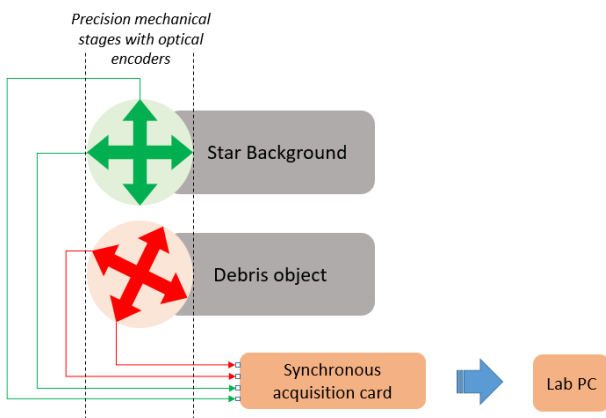 Precision mechanical
stages with optical
encoders
Star Background
Debris object
Synchronous
acquisition card
Lab PC